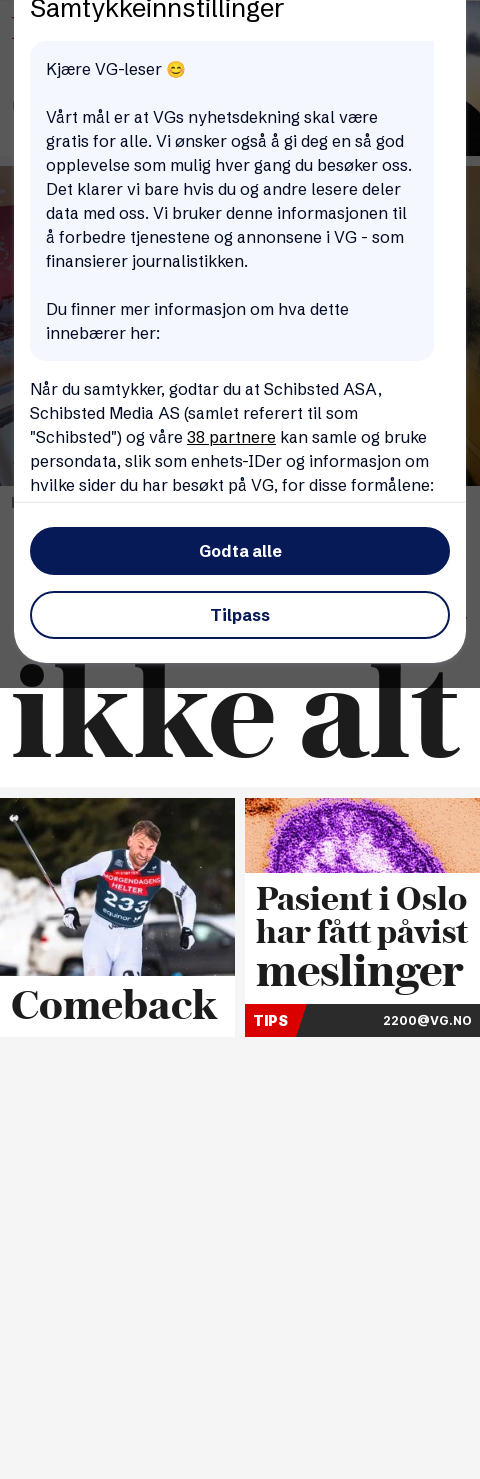 Samtykkeinnstillinger
Kjære VG-leser 😊
Vårt mål er at VGs nyhetsdekning skal være
gratis for alle. Vi ønsker også å gi deg en så god
opplevelse som mulig hver gang du besøker oss.
Det klarer vi bare hvis du og andre lesere deler
data med oss. Vi bruker denne informasjonen til
å forbedre tjenestene og annonsene i VG - som
finansierer journalistikken.
Du finner mer informasjon om hva dette
innebærer her:
Når du samtykker, godtar du at Schibsted ASA,
Schibsted Media AS (samlet referert til som
"Schibsted") og våre 38 partnere kan samle og bruke
persondata, slik som enhets-IDer og informasjon om
hvilke sider du har besøkt på VG, for disse formålene:
Godta alle
Tilpass
ikke alt
MORGENDAGENS
HELTER
233
equinor
Comeback
Pasient i Oslo
har fått påvist
meslinger
TIPS
2200@VG.NO